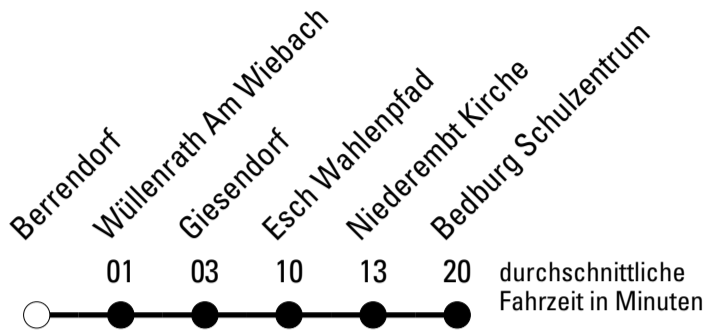 Berrendorf
Wüllenrath Am Wiebach
Giesendorf
Esch Wahlenpfad
Niederembt Kirche
Bedburg Schulzentrum
01 03 10 13 20
durchschnittliche
Fahrzeit in Minuten